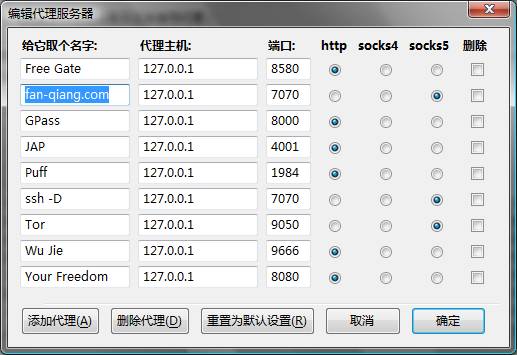 编辑代理服务器
给它取个名字: 代理主机: 端口: http socks4 socks5 删除
Free Gate 127.0.0.1 8580
fan-qiang.com 127.0.0.1 7070
GPass 127.0.0.1 8000
JAP 127.0.0.1 4001
Puff 127.0.0.1 1984
ssh -D 127.0.0.1 7070
Tor 127.0.0.1 9050
Wu Jie 127.0.0.1 9666
Your Freedom 127.0.0.1 8080
添加代理(A) 删除代理(D) 重置为默认设置(R) 取消 确定